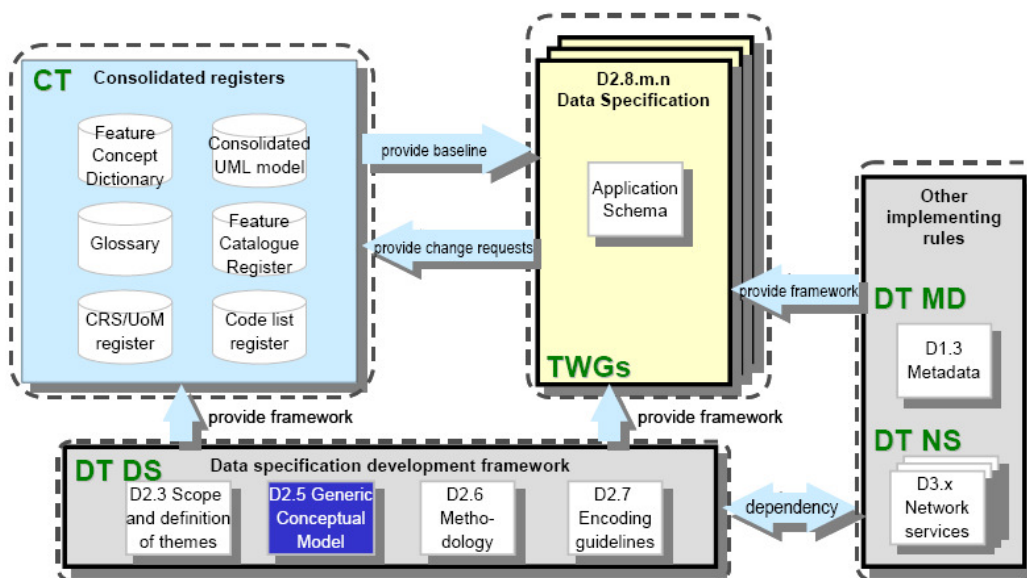 CT
Consolidated registers
Feature
Concept
Dictionary
Consolidated
UML model
Glossary
Feature
Catalogue
Register
CRS/UoM
register
Code list
register
provide baseline
provide change requests
D2.8.m.n
Data Specification
Application
Schema
TWGs
Other
implementing
rules
provide framework
DT MD
D1.3
Metadata
DT NS
D3.x
Network
services
provide framework
provide framework
DT DS
Data specification development framework
D2.3 Scope
and definition
of themes
D2.5 Generic
Conceptual
Model
D2.6
Metho-
dology
D2.7
Encoding
guidelines
dependency